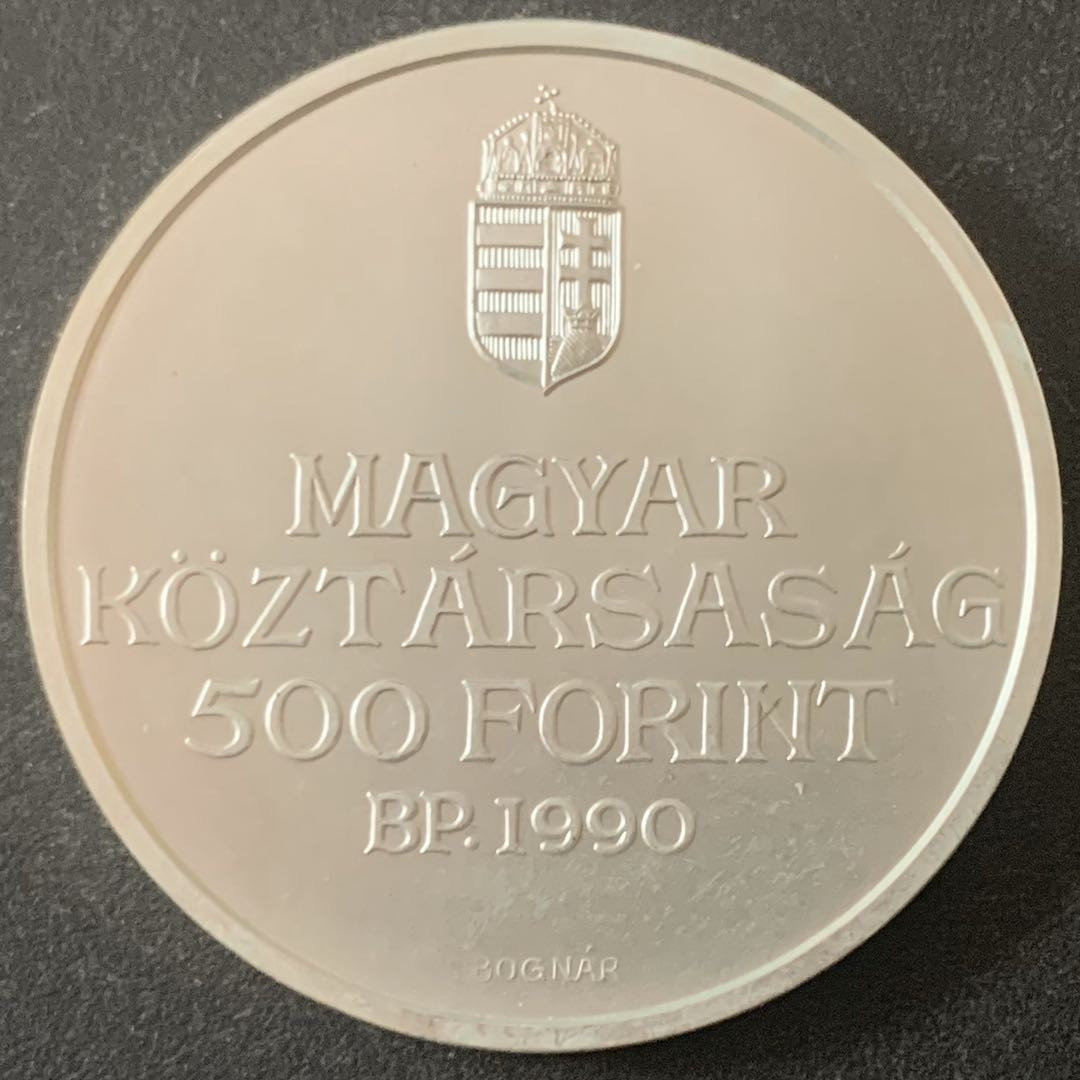 MAGYAR
KÖZTÁRSASÁG
500 FORINT
BP. 1990
BOGNÁR